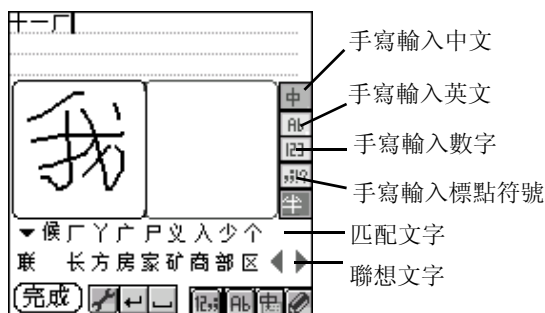 十一厂
手寫輸入中文
中
手寫輸入英文
Ab
我
手寫輸入數字
123
手寫輸入標點符號
半
▼候厂丫广尸义入少个
匹配文字
联 长方房家矿商部区
聯想文字
完成
Ab
中